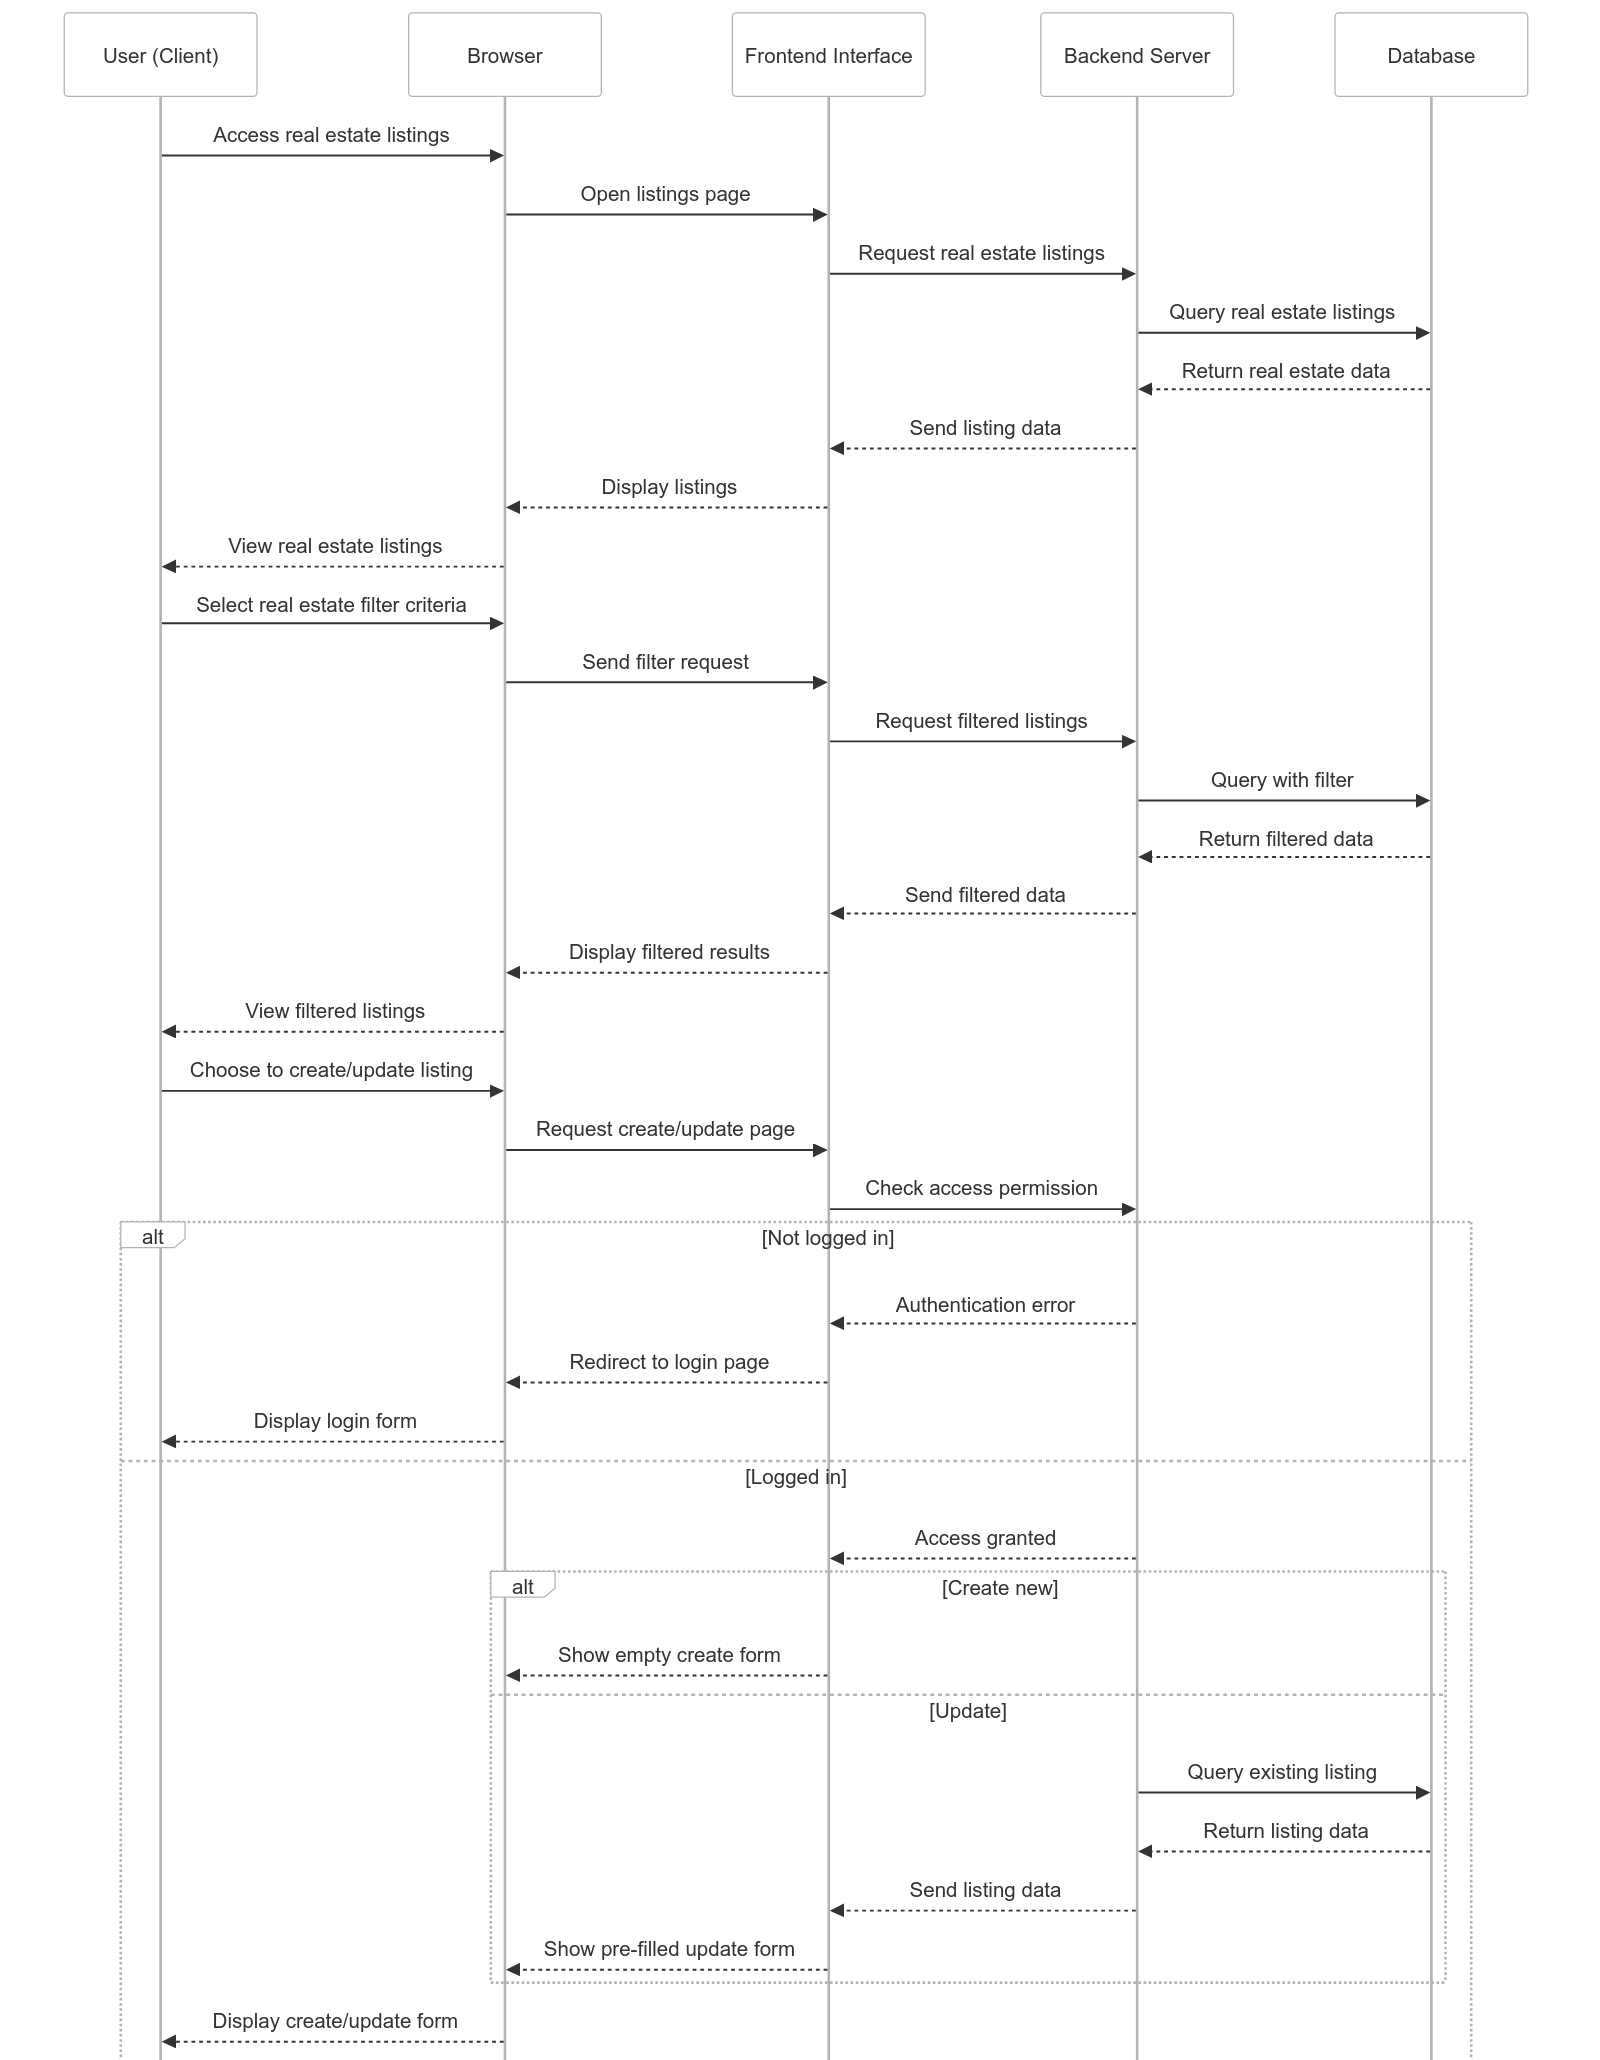 User (Client)
Browser
Frontend Interface
Backend Server
Database
Access real estate listings
Open listings page
Request real estate listings
Query real estate listings
Return real estate data
Send listing data
Display listings
View real estate listings
Select real estate filter criteria
Send filter request
Request filtered listings
Query with filter
Return filtered data
Send filtered data
Display filtered results
View filtered listings
Choose to create/update listing
Request create/update page
Check access permission
alt
[Not logged in]
Authentication error
Redirect to login page
Display login form
[Logged in]
Access granted
alt
[Create new]
Show empty create form
[Update]
Query existing listing
Return listing data
Send listing data
Show pre-filled update form
Display create/update form